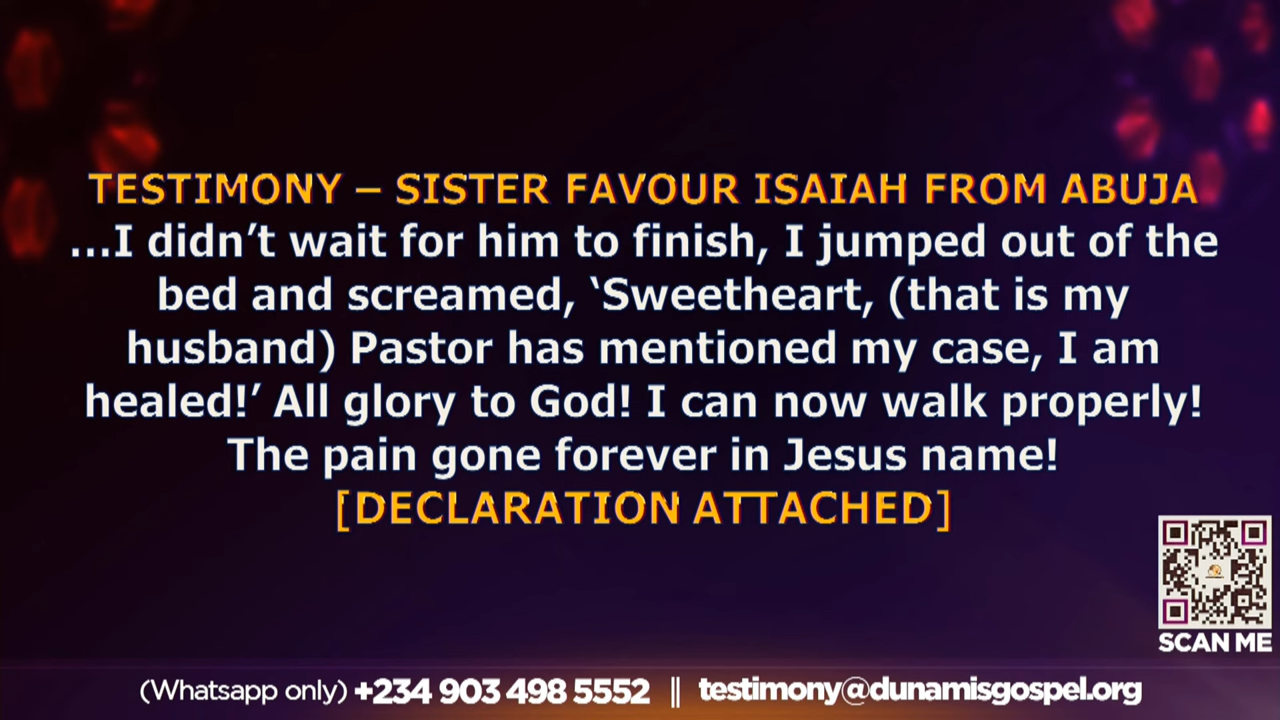 TESTIMONY – SISTER FAVOUR ISAIAH FROM ABUJA
...I didn’t wait for him to finish, I jumped out of the
bed and screamed, ‘Sweetheart, (that is my
husband) Pastor has mentioned my case, I am
healed!’ All glory to God! I can now walk properly!
The pain gone forever in Jesus name!
[DECLARATION ATTACHED]
SCAN ME
(Whatsapp only) +234 903 498 5552 || testimony@dunamisgospel.org